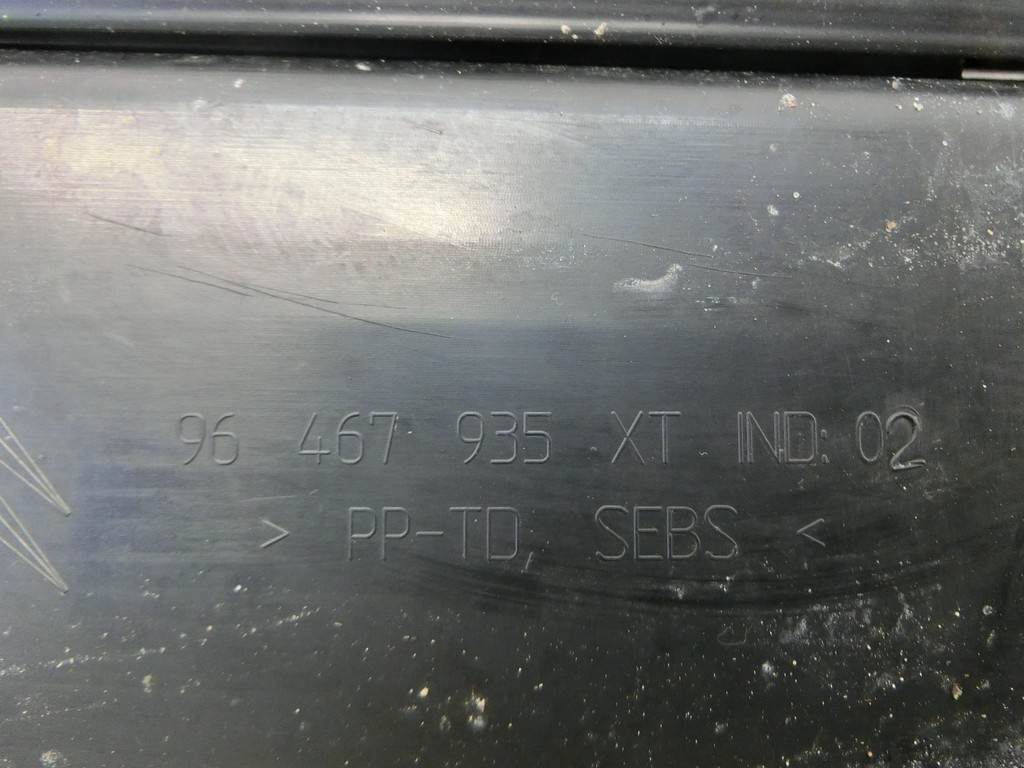 96 467 935 XT IND: 02
> PP-TD, SEBS <